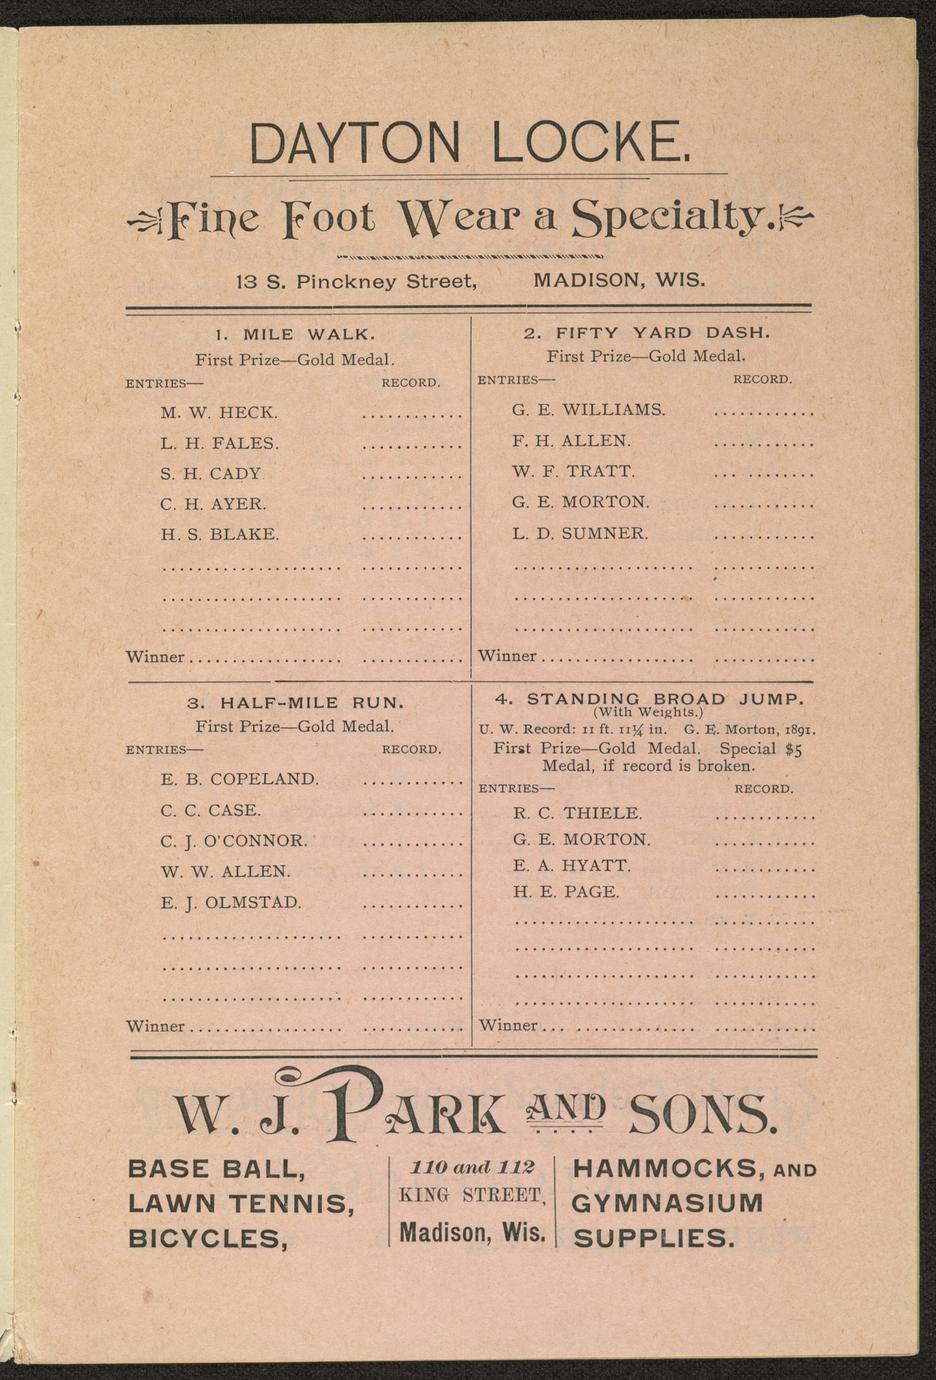 DAYTON LOCKE.
Fine Foot Wear a Specialty.
13 S. Pinckney Street, MADISON, WIS.
1. MILE WALK.
First Prize—Gold Medal.
ENTRIES— RECORD.
M. W. HECK. ............
L. H. FALES. ............
S. H. CADY ............
C. H. AYER. ............
H. S. BLAKE. ............
Winner .................. ............
2. FIFTY YARD DASH.
First Prize—Gold Medal.
ENTRIES— RECORD.
G. E. WILLIAMS. ............
F. H. ALLEN. ............
W. F. TRATT. ... ........
G. E. MORTON. ............
L. D. SUMNER. ............
Winner .................. ............
3. HALF-MILE RUN.
First Prize—Gold Medal.
ENTRIES— RECORD.
E. B. COPELAND. ............
C. C. CASE. ............
C. J. O'CONNOR. ............
W. W. ALLEN. ............
E. J. OLMSTAD. ............
Winner .................. ............
4. STANDING BROAD JUMP.
(With Weights.)
U. W. Record: 11 ft. 11¼ in. G. E. Morton, 1891.
First Prize—Gold Medal. Special $5
Medal, if record is broken.
ENTRIES— RECORD.
R. C. THIELE. ............
G. E. MORTON. ............
E. A. HYATT. ............
H. E. PAGE. ............
Winner ... .............. ............
W. J. PARK AND SONS.
BASE BALL,
LAWN TENNIS,
BICYCLES,
110 and 112
KING STREET,
Madison, Wis.
HAMMOCKS, AND
GYMNASIUM
SUPPLIES.